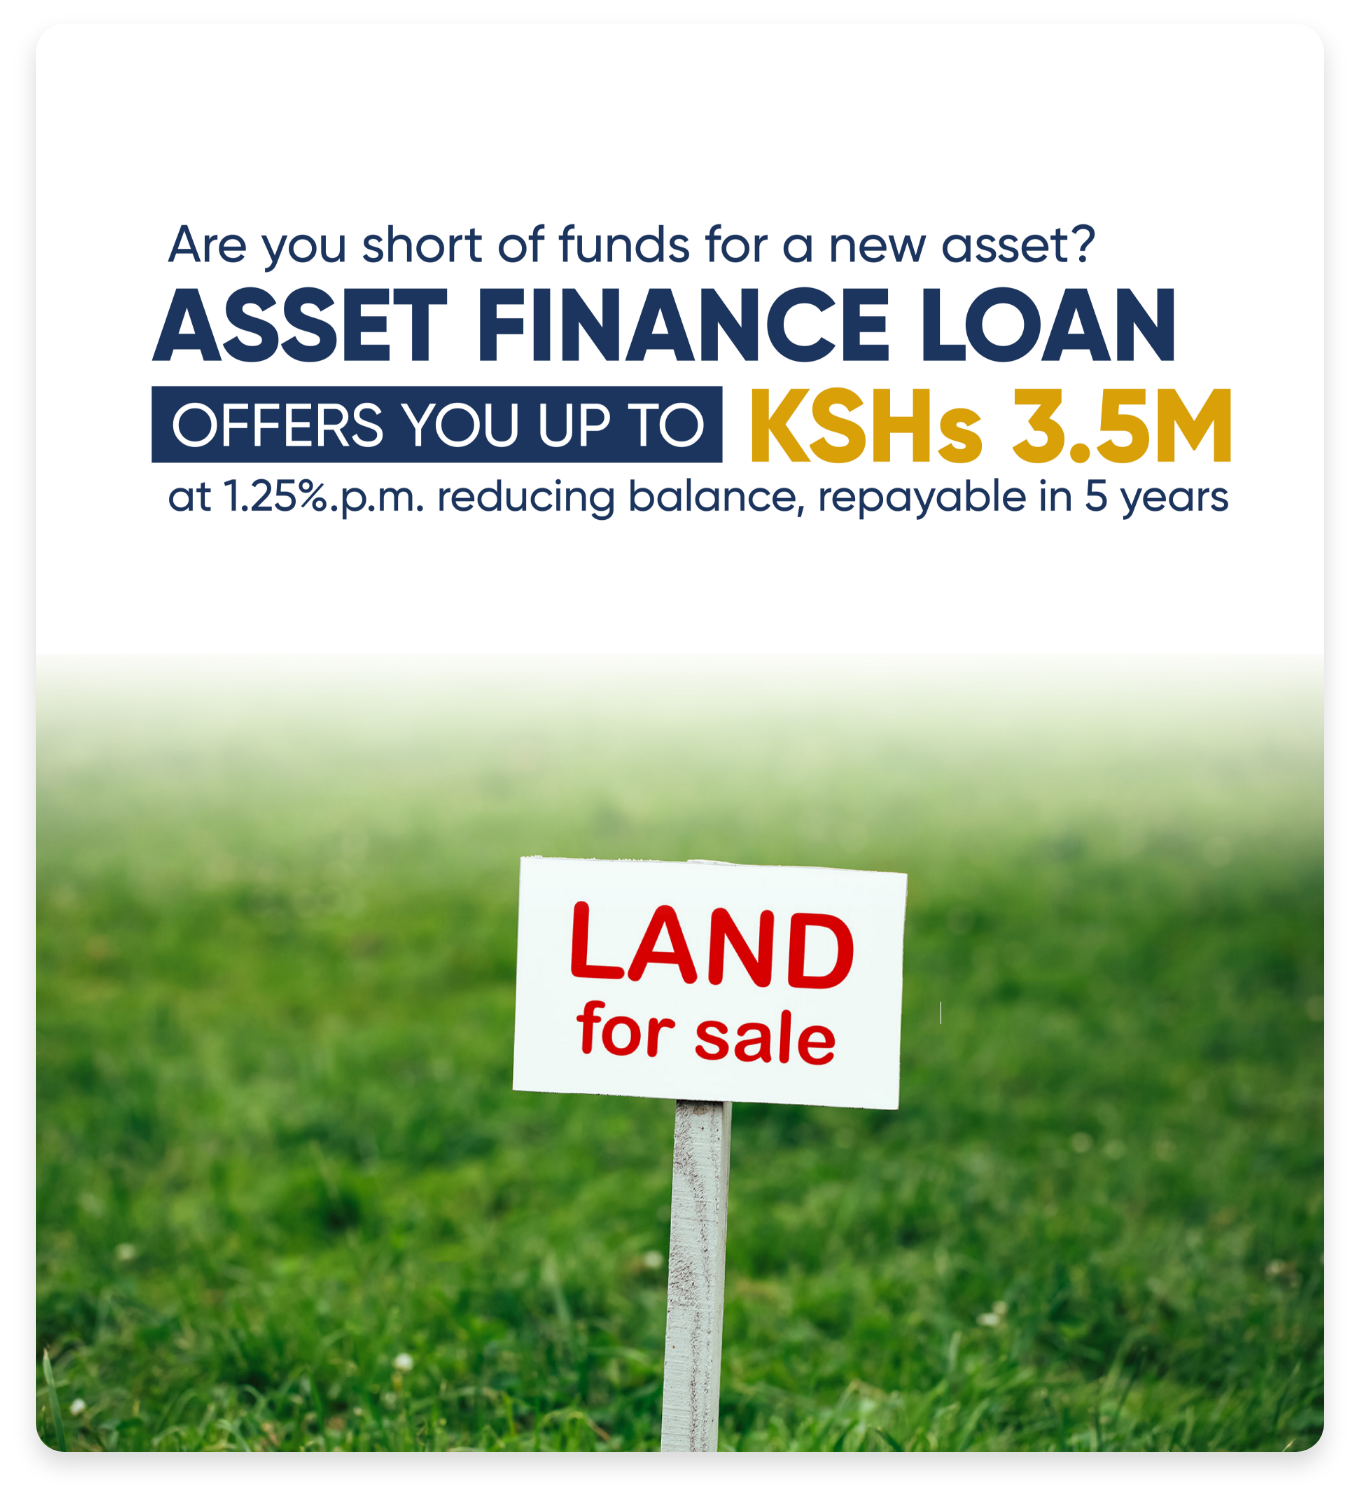 Are you short of funds for a new asset?
ASSET FINANCE LOAN
OFFERS YOU UP TO KSHs 3.5M
at 1.25%.p.m. reducing balance, repayable in 5 years
LAND
for sale